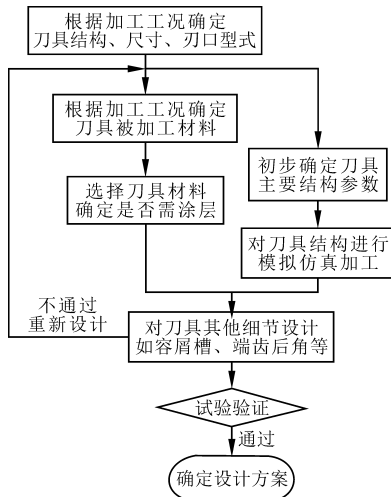 根据加工工况确定
刀具结构、尺寸、刃口型式
根据加工工况确定
刀具被加工材料
初步确定刀具
主要结构参数
选择刀具材料
确定是否需涂层
对刀具结构进行
模拟仿真加工
不通过
重新设计
对刀具其他细节设计
如容屑槽、端齿后角等
试验验证
通过
确定设计方案